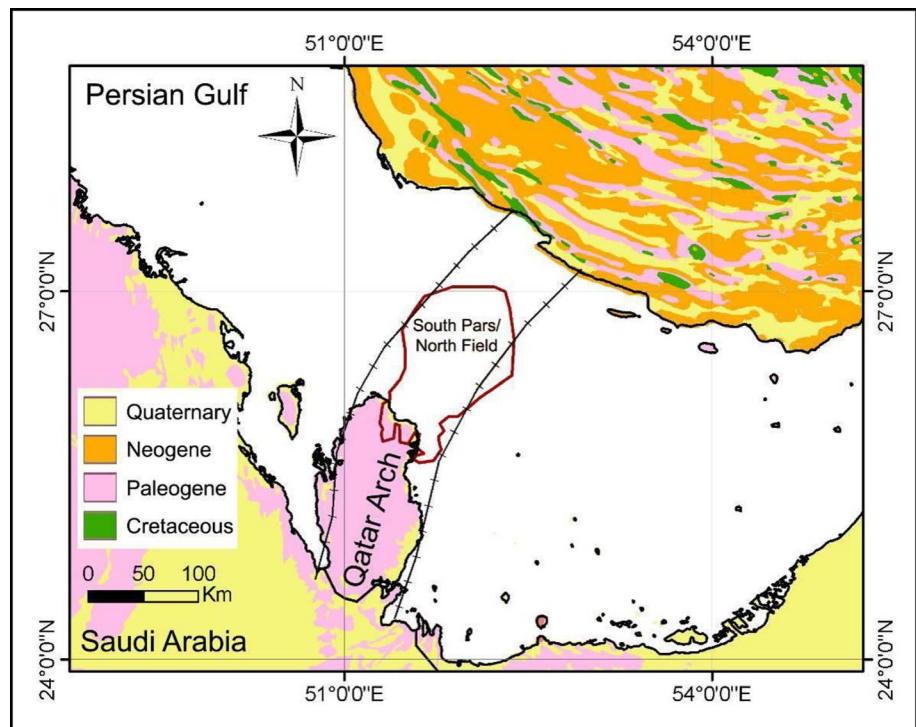 51°0'0"E
54°0'0"E
Persian Gulf
N
27°0'0"N
27°0'0"N
South Pars/
North Field
Quaternary
Neogene
Paleogene
Cretaceous
Qatar Arch
0 50 100
Km
Saudi Arabia
24°0'0"N
24°0'0"N
51°0'0"E
54°0'0"E